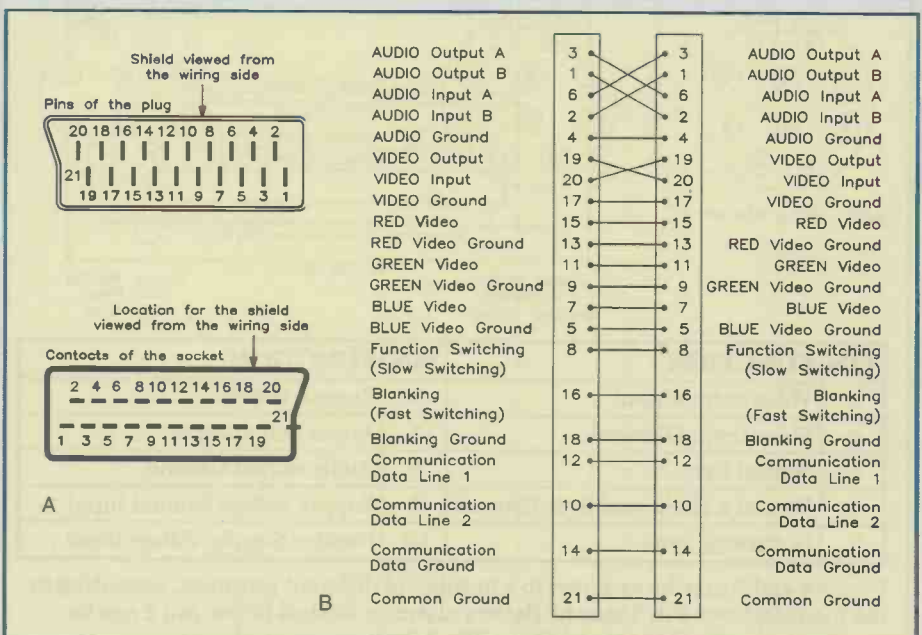 Shield viewed from
the wiring side
Pins of the plug
20 18 16 14 12 10 8 6 4 2
21
19 17 15 13 11 9 7 5 3 1
Location for the shield
viewed from the wiring side
Contocts of the socket
2 4 6 8 10 12 14 16 18 20
21
1 3 5 7 9 11 13 15 17 19
A
AUDIO Output A 3 3 AUDIO Output A
AUDIO Output B 1 1 AUDIO Output B
AUDIO Input A 6 6 AUDIO Input A
AUDIO Input B 2 2 AUDIO Input B
AUDIO Ground 4 4 AUDIO Ground
VIDEO Output 19 19 VIDEO Output
VIDEO Input 20 20 VIDEO Input
VIDEO Ground 17 17 VIDEO Ground
RED Video 15 15 RED Video
RED Video Ground 13 13 RED Video Ground
GREEN Video 11 11 GREEN Video
GREEN Video Ground 9 9 GREEN Video Ground
BLUE Video 7 7 BLUE Video
BLUE Video Ground 5 5 BLUE Video Ground
Function Switching 8 8 Function Switching
(Slow Switching) (Slow Switching)
Blanking 16 16 Blanking
(Fast Switching) (Fast Switching)
Blanking Ground 18 18 Blanking Ground
Communication 12 12 Communication
Data Line 1 Data Line 1
Communication 10 10 Communication
Data Line 2 Data Line 2
Communication 14 14 Communication
Data Ground Data Ground
Common Ground 21 21 Common Ground
B